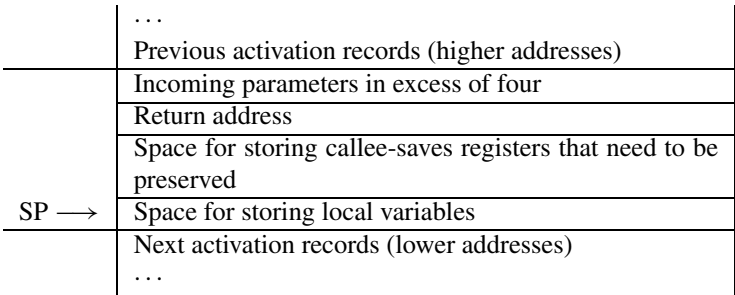 ...
Previous activation records (higher addresses)
Incoming parameters in excess of four
Return address
Space for storing callee-saves registers that need to be
preserved
SP ⟶ Space for storing local variables
Next activation records (lower addresses)
...